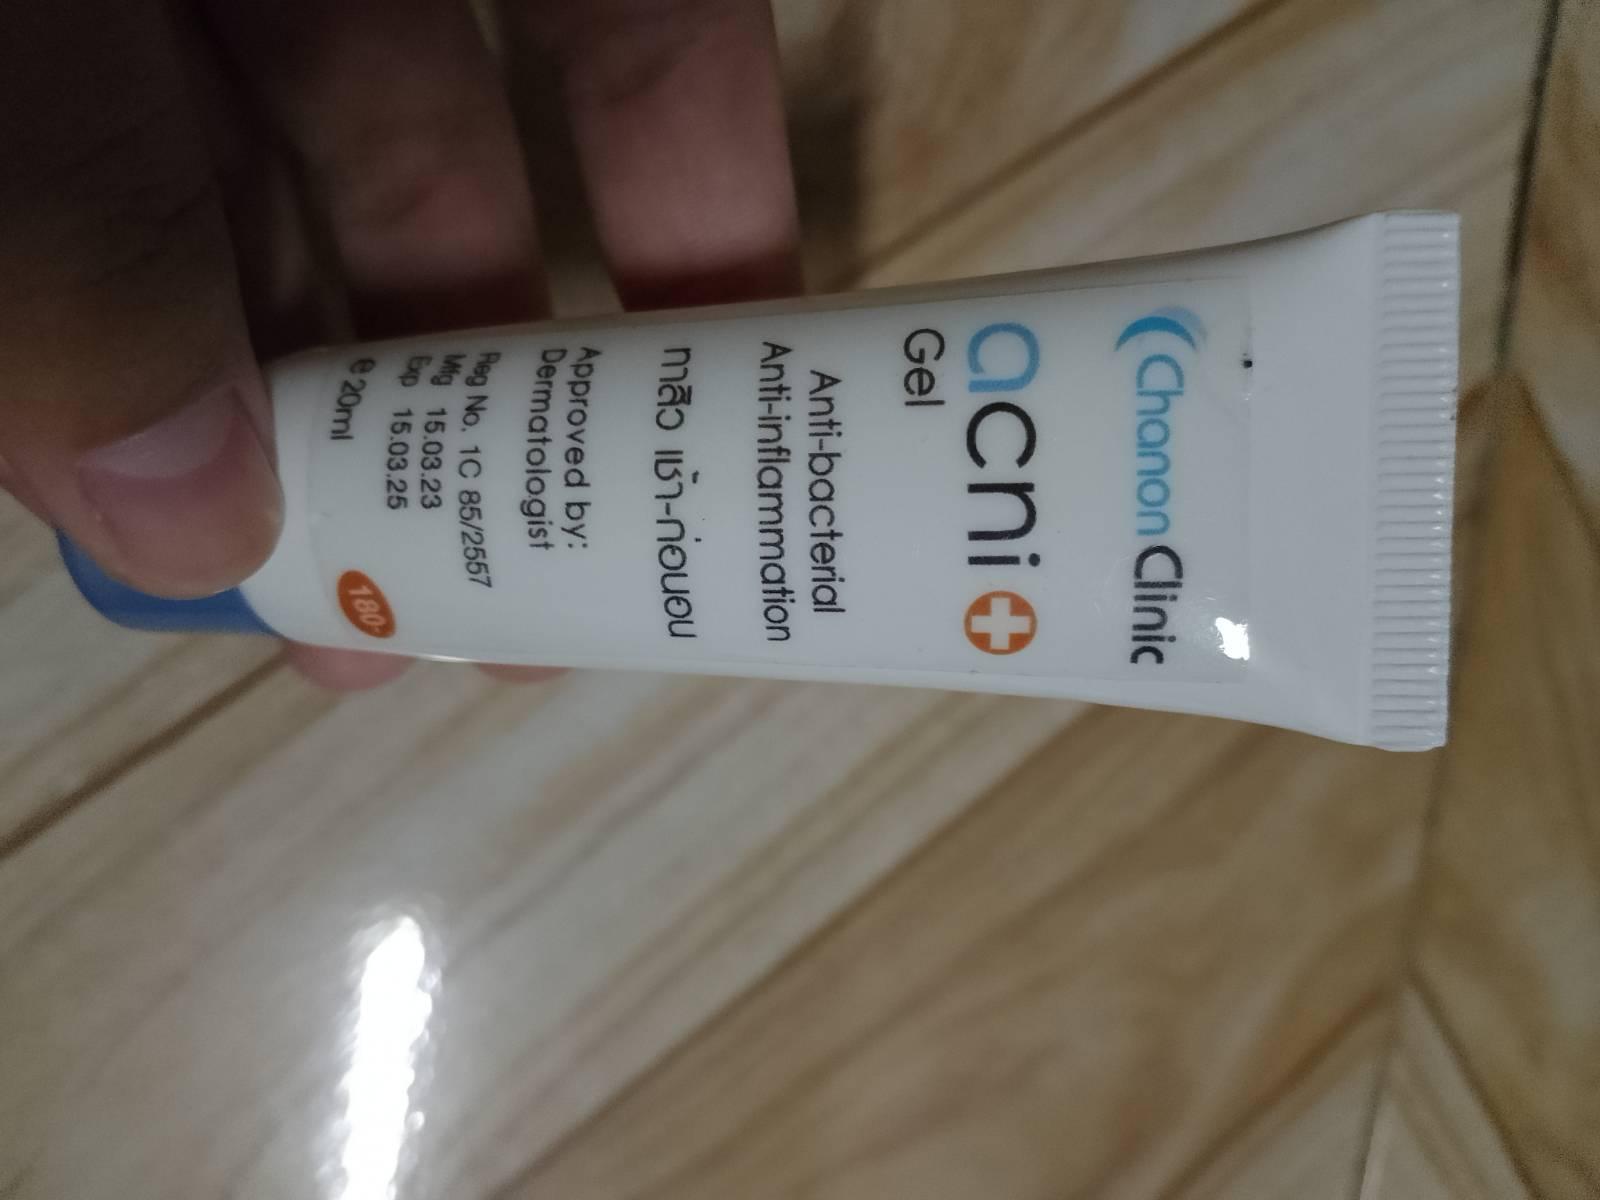 Chanon Clinic
acni
Gel
Anti-bacterial
Anti-inflammation
ทาสิว เช้า-ก่อนนอน
Approved by:
Dermatologist
Reg No. 1C 85/2557
Mfg 15.03.23
Exp 15.03.25
e 20ml
180.-